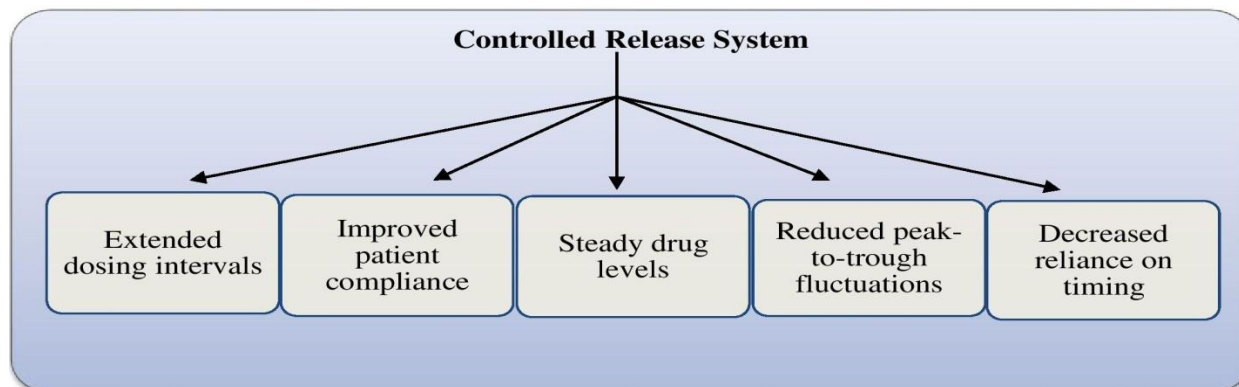 Controlled Release System
Extended
dosing intervals
Improved
patient
compliance
Steady drug
levels
Reduced peak-
to-trough
fluctuations
Decreased
reliance on
timing